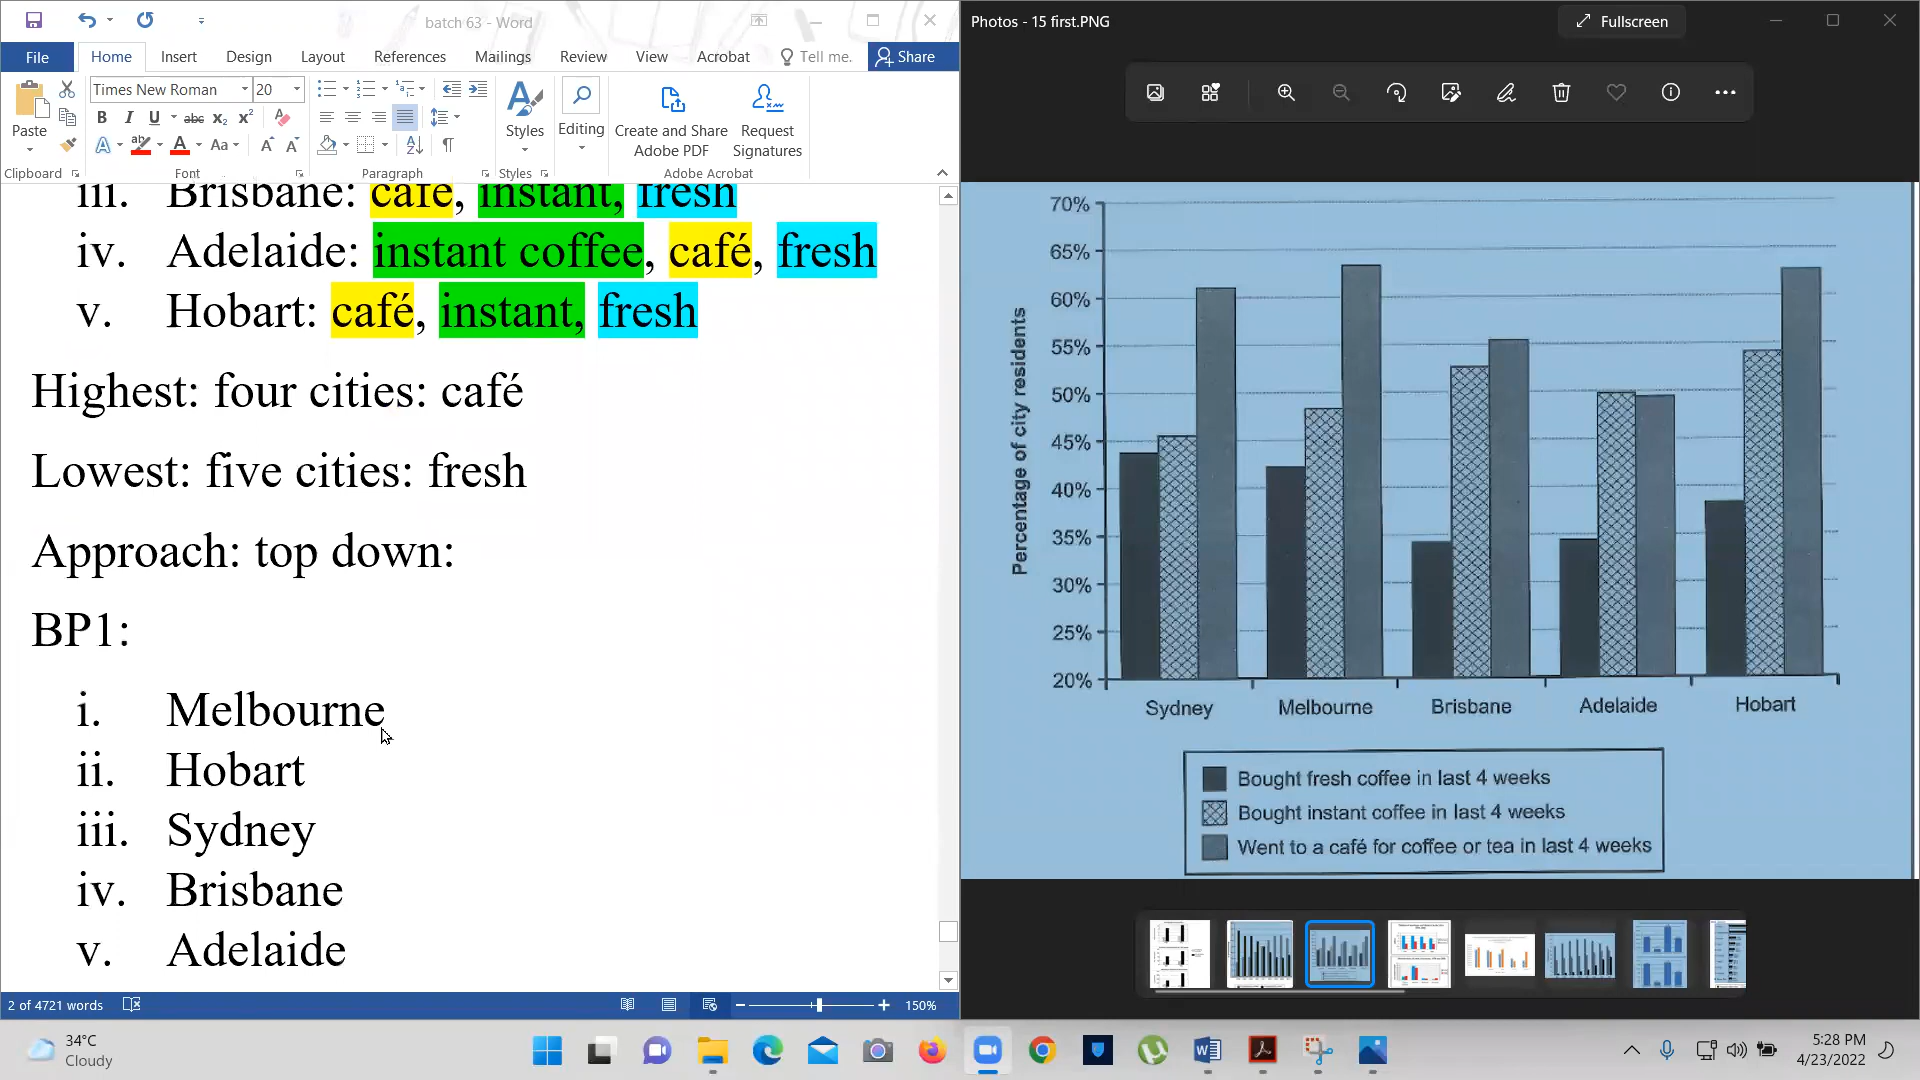 batch 63 - Word
File Home Insert Design Layout References Mailings Review View Acrobat Tell me. Share
Times New Roman 20
Paste
Styles
Editing
Create and Share
Adobe PDF
Request
Signatures
Clipboard
Font
Paragraph
Styles
Adobe Acrobat
iii. Brisbane: café, instant, fresh
iv. Adelaide: instant coffee, café, fresh
v. Hobart: café, instant, fresh
Highest: four cities: café
Lowest: five cities: fresh
Approach: top down:
BP1:
i. Melbourne
ii. Hobart
iii. Sydney
iv. Brisbane
v. Adelaide
2 of 4721 words
150%
Photos - 15 first.PNG
Fullscreen
Percentage of city residents
70%
65%
60%
55%
50%
45%
40%
35%
30%
25%
20%
Sydney Melbourne Brisbane Adelaide Hobart
Bought fresh coffee in last 4 weeks
Bought instant coffee in last 4 weeks
Went to a café for coffee or tea in last 4 weeks
34°C
Cloudy
5:28 PM
4/23/2022